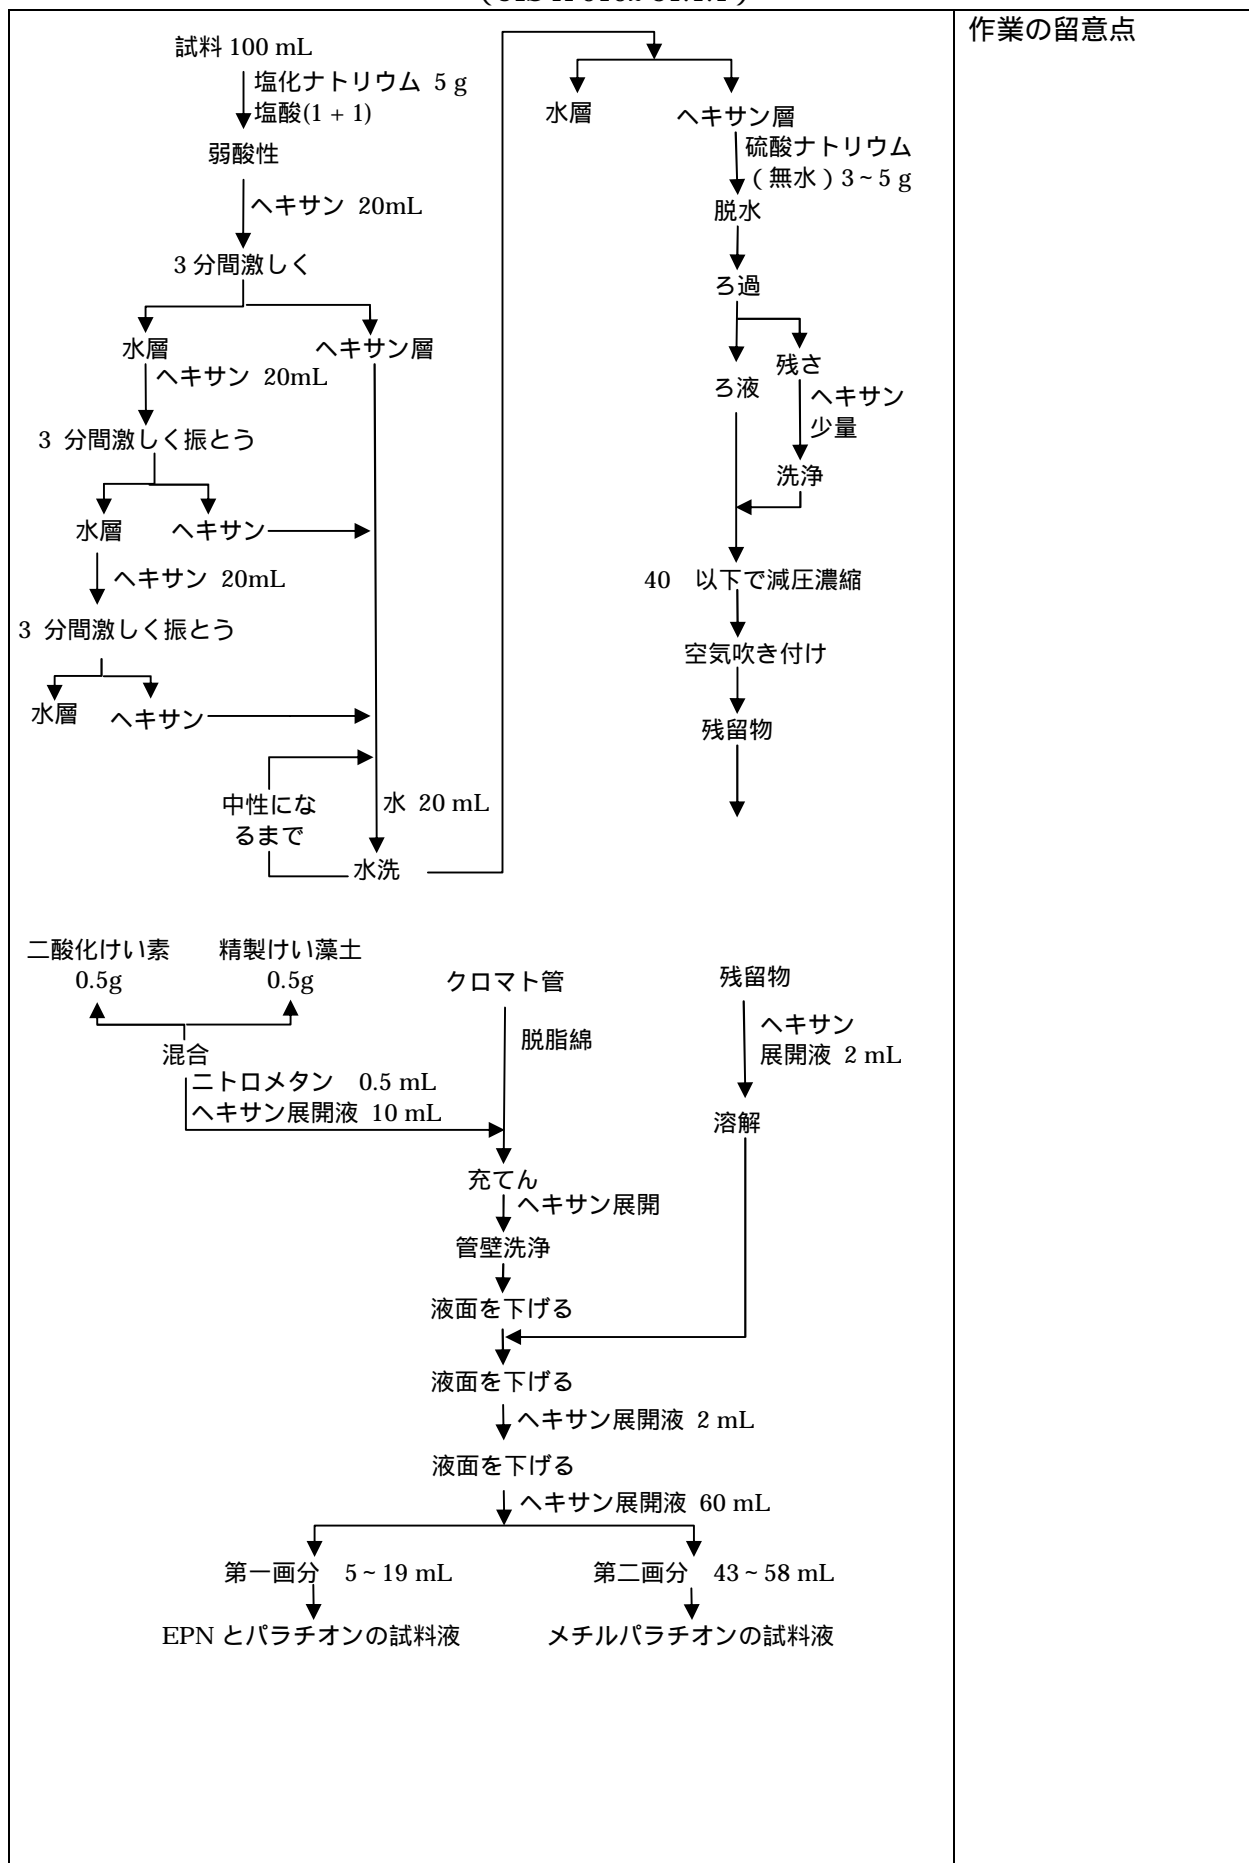 作業の留意点
試料 100 mL
塩化ナトリウム 5 g
塩酸(1 + 1)
弱酸性
ヘキサン 20mL
3 分間激しく
水層
ヘキサン層
ヘキサン 20mL
3 分間激しく振とう
水層
ヘキサン
ヘキサン 20mL
3 分間激しく振とう
水層
ヘキサン
中性にな
るまで
水 20 mL
水洗
水層
ヘキサン層
硫酸ナトリウム
(無水) 3~5 g
脱水
ろ過
ろ液
残さ
ヘキサン
少量
洗浄
40 以下で減圧濃縮
空気吹き付け
残留物
二酸化けい素
0.5g
精製けい藻土
0.5g
混合
ニトロメタン 0.5 mL
ヘキサン展開液 10 mL
クロマト管
脱脂綿
残留物
ヘキサン
展開液 2 mL
溶解
充てん
ヘキサン展開
管壁洗浄
液面を下げる
液面を下げる
ヘキサン展開液 2 mL
液面を下げる
ヘキサン展開液 60 mL
第一画分 5~19 mL
第二画分 43~58 mL
EPN とパラチオンの試料液
メチルパラチオンの試料液